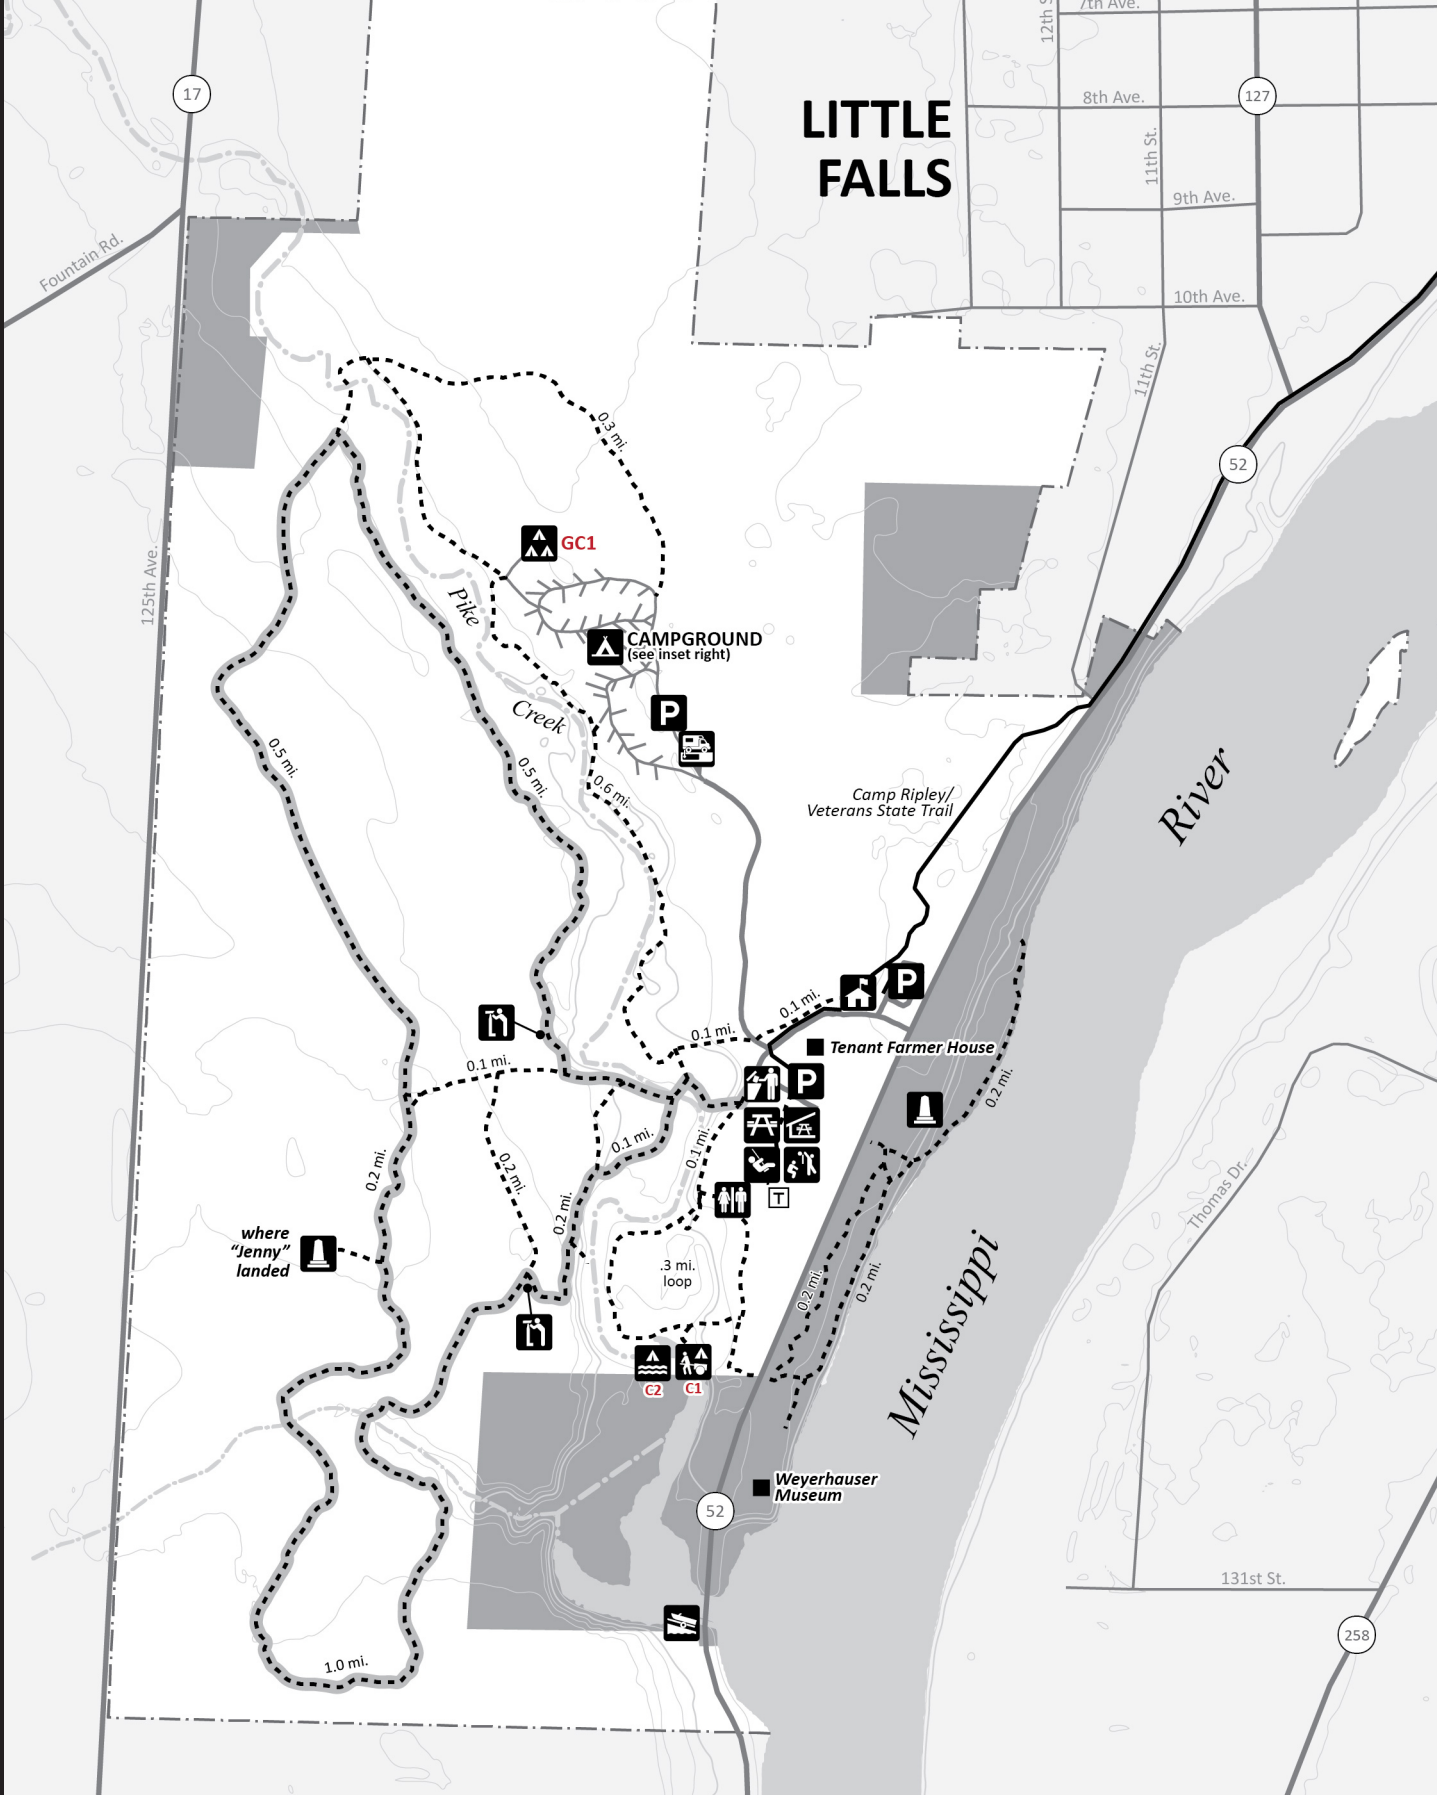 7th Ave.
12th S
17
LITTLE
FALLS
8th Ave.
127
11th St.
9th Ave.
Fountain Rd.
10th Ave.
11th St.
0.3 mi.
52
GC1
125th Ave.
Pike
CAMPGROUND
(see inset right)
P
Creek
0.5 mi.
0.5 mi.
0.6 mi.
River
Camp Ripley/
Veterans State Trail
P
0.1 mi.
0.1 mi.
Tenant Farmer House
0.1 mi.
P
0.2 mi.
0.1 mi.
0.1 mi.
0.2 mi.
0.2 mi.
0.2 mi.
T
Thomas Dr.
where
“Jenny”
landed
.3 mi.
loop
0.2 mi.
0.2 mi.
Mississippi
C2
C1
Weyerhauser
Museum
52
131st St.
258
1.0 mi.